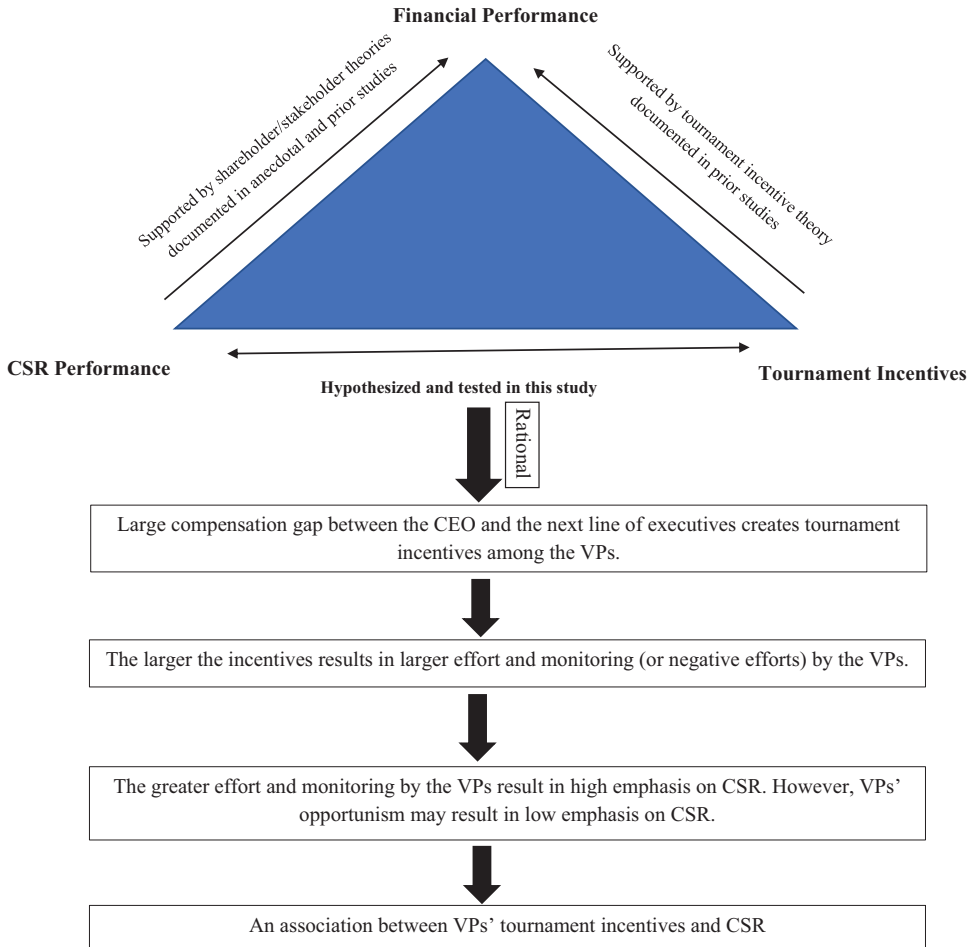 Financial Performance
Supported by shareholder/stakeholder theories
documented in anecdotal and prior studies
Supported by tournament incentive theory
documented in prior studies
CSR Performance
Tournament Incentives
Hypothesized and tested in this study
Rational
Large compensation gap between the CEO and the next line of executives creates tournament
incentives among the VPs.
The larger the incentives results in larger effort and monitoring (or negative efforts) by the VPs.
The greater effort and monitoring by the VPs result in high emphasis on CSR. However, VPs’
opportunism may result in low emphasis on CSR.
An association between VPs’ tournament incentives and CSR